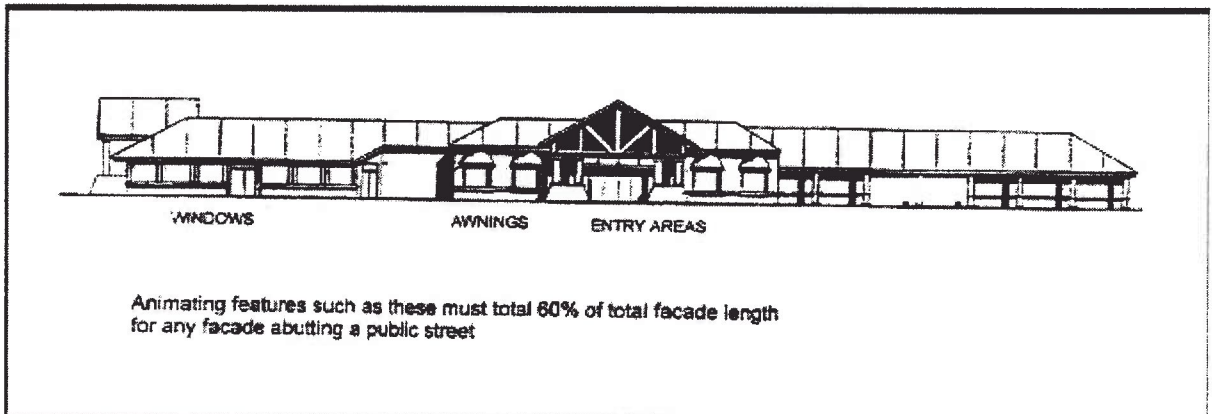 WINDOWS AWNINGS ENTRY AREAS
Animating features such as these must total 60% of total facade length
for any facade abutting a public street